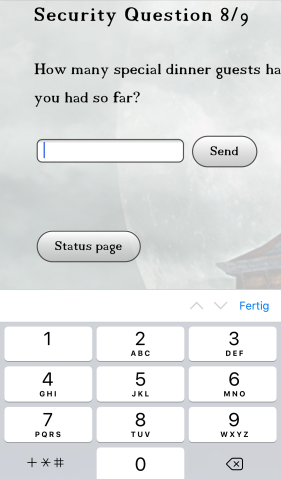 Security Question 8/9
How many special dinner guests ha
you had so far?
Send
Status page
Fertig
1
2
ABC
3
DEF
4
GHI
5
JKL
6
MNO
7
PQRS
8
TUV
9
WXYZ
+*#
0